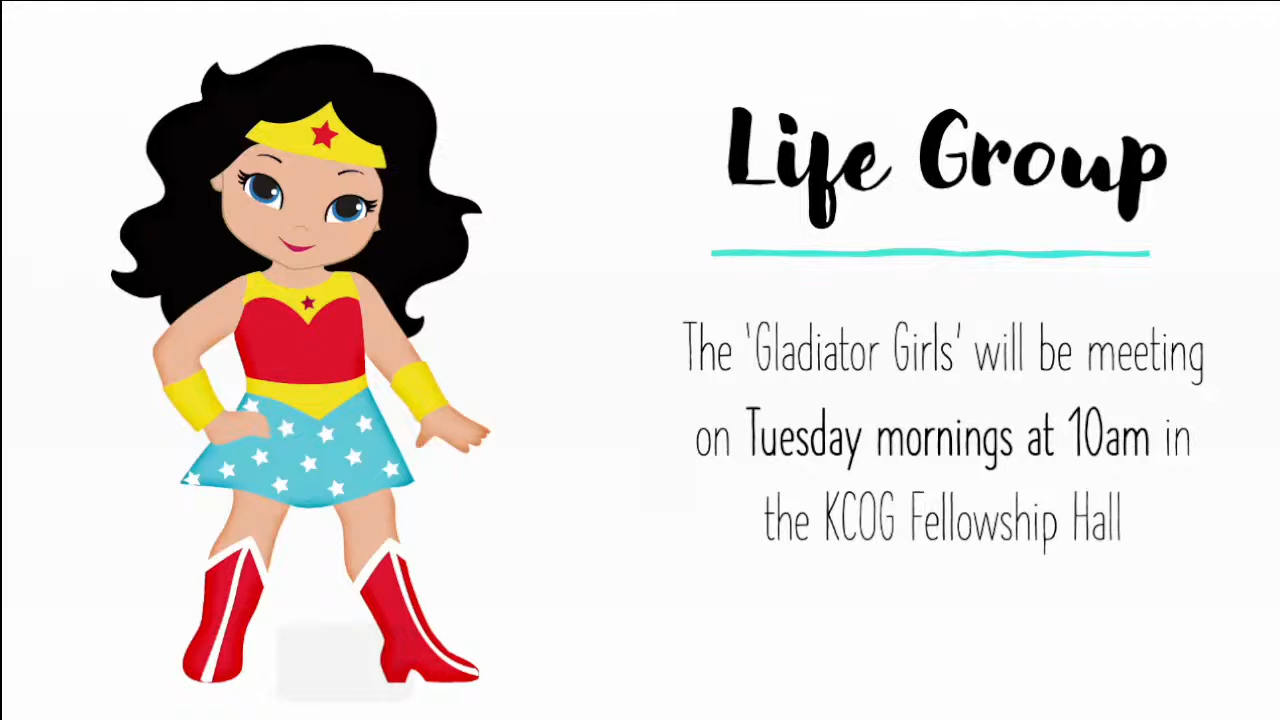 Life Group
The 'Gladiator Girls' will be meeting
on Tuesday mornings at 10am in
the KCOG Fellowship Hall